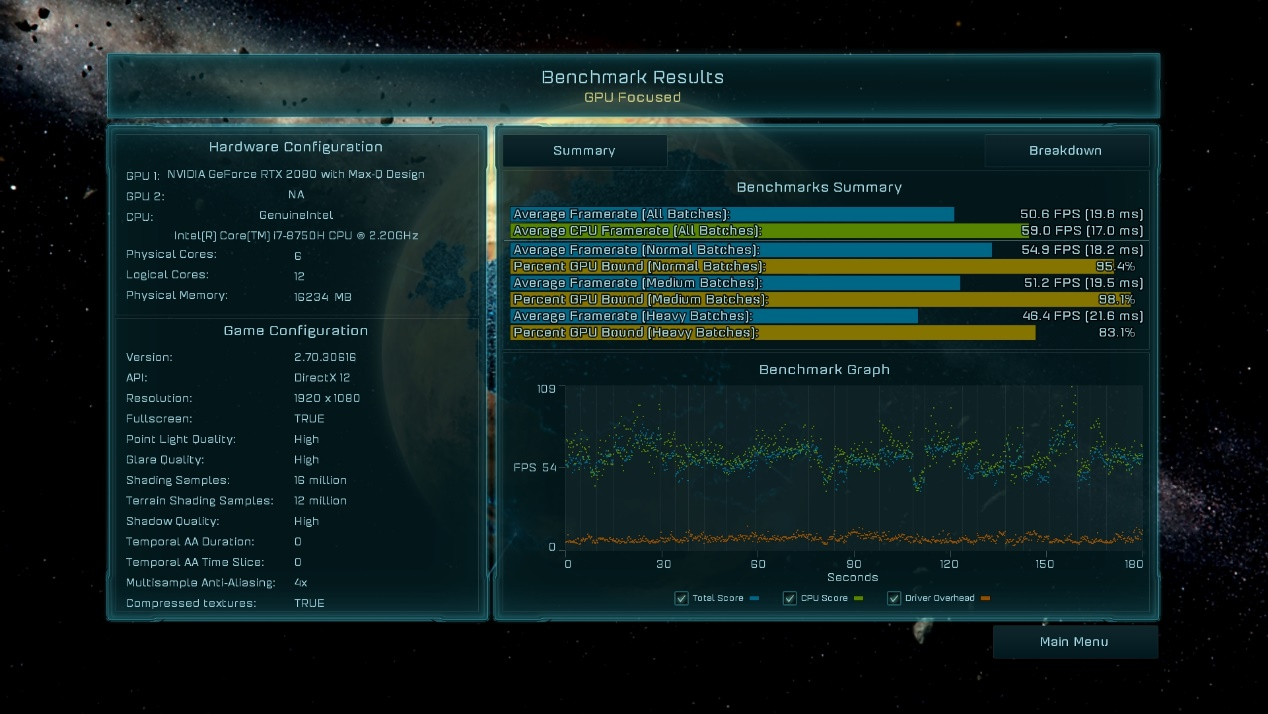 Benchmark Results
GPU Focused
Hardware Configuration
GPU 1: NVIDIA GeForce RTX 2080 with Max-Q Design
GPU 2: NA
CPU: GenuineIntel
Intel(R) Core(TM) i7-8750H CPU @ 2.20GHz
Physical Cores: 6
Logical Cores: 12
Physical Memory: 16234 MB
Game Configuration
Version: 2.70.30616
API: DirectX 12
Resolution: 1920 x 1080
Fullscreen: TRUE
Point Light Quality: High
Glare Quality: High
Shading Samples: 16 million
Terrain Shading Samples: 12 million
Shadow Quality: High
Temporal AA Duration: 0
Temporal AA Time Slice: 0
Multisample Anti-Aliasing: 4x
Compressed textures: TRUE
Summary
Breakdown
Benchmarks Summary
Average Framerate (All Batches): 50.6 FPS (19.8 ms)
Average CPU Framerate (All Batches): 59.0 FPS (17.0 ms)
Average Framerate (Normal Batches): 54.9 FPS (18.2 ms)
Percent GPU Bound (Normal Batches): 95.4%
Average Framerate (Medium Batches): 51.2 FPS (19.5 ms)
Percent GPU Bound (Medium Batches): 98.1%
Average Framerate (Heavy Batches): 46.4 FPS (21.6 ms)
Percent GPU Bound (Heavy Batches): 83.1%
Benchmark Graph
109
FPS 54
0
0 30 60 90 120 150 180
Seconds
Total Score CPU Score Driver Overhead
Main Menu